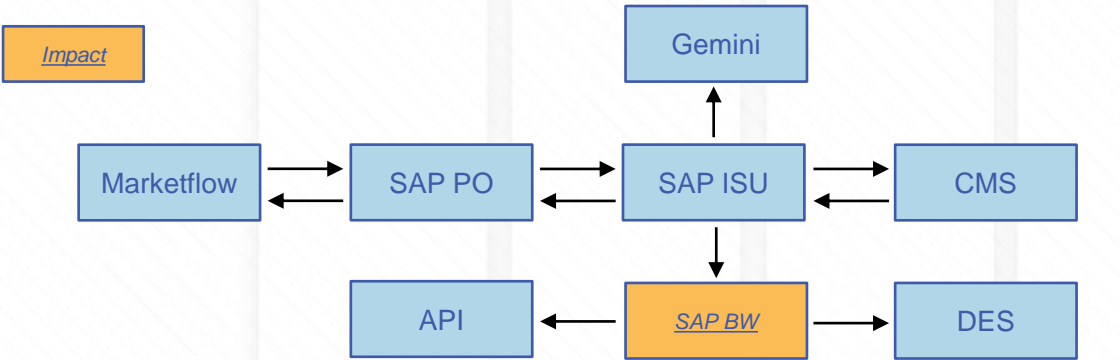 Impact
Gemini
Marketflow
SAP PO
SAP ISU
CMS
API
SAP BW
DES